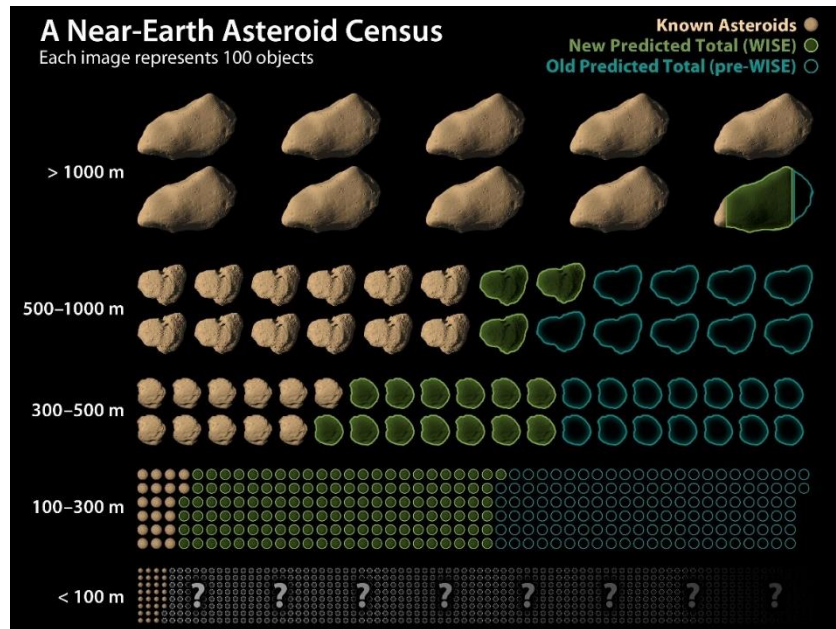 A Near-Earth Asteroid Census
Each image represents 100 objects
Known Asteroids
New Predicted Total (WISE)
Old Predicted Total (pre-WISE)
> 1000 m
500–1000 m
300–500 m
100–300 m
< 100 m
? ? ? ? ? ? ? ?